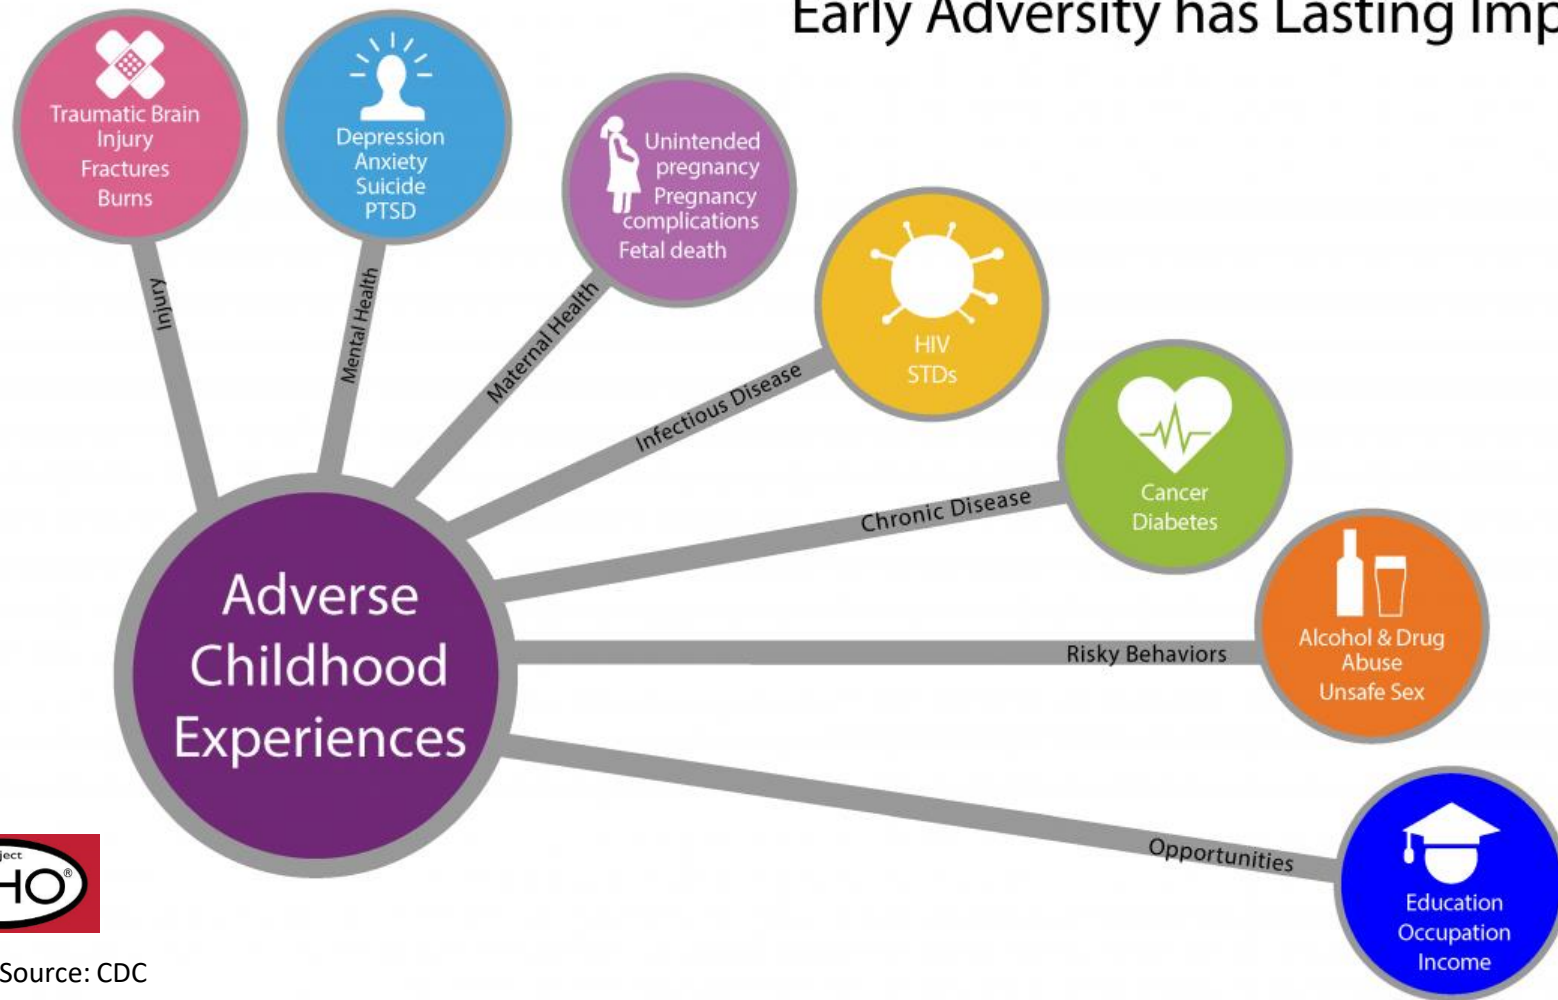 Early Adversity has Lasting Imp
Traumatic Brain
Injury
Fractures
Burns
Depression
Anxiety
Suicide
PTSD
Unintended
pregnancy
Pregnancy
complications
Fetal death
HIV
STDs
Cancer
Diabetes
Alcohol & Drug
Abuse
Unsafe Sex
Education
Occupation
Income
Injury
Mental Health
Maternal Health
Infectious Disease
Chronic Disease
Risky Behaviors
Opportunities
Adverse
Childhood
Experiences
ject
HO®
Source: CDC